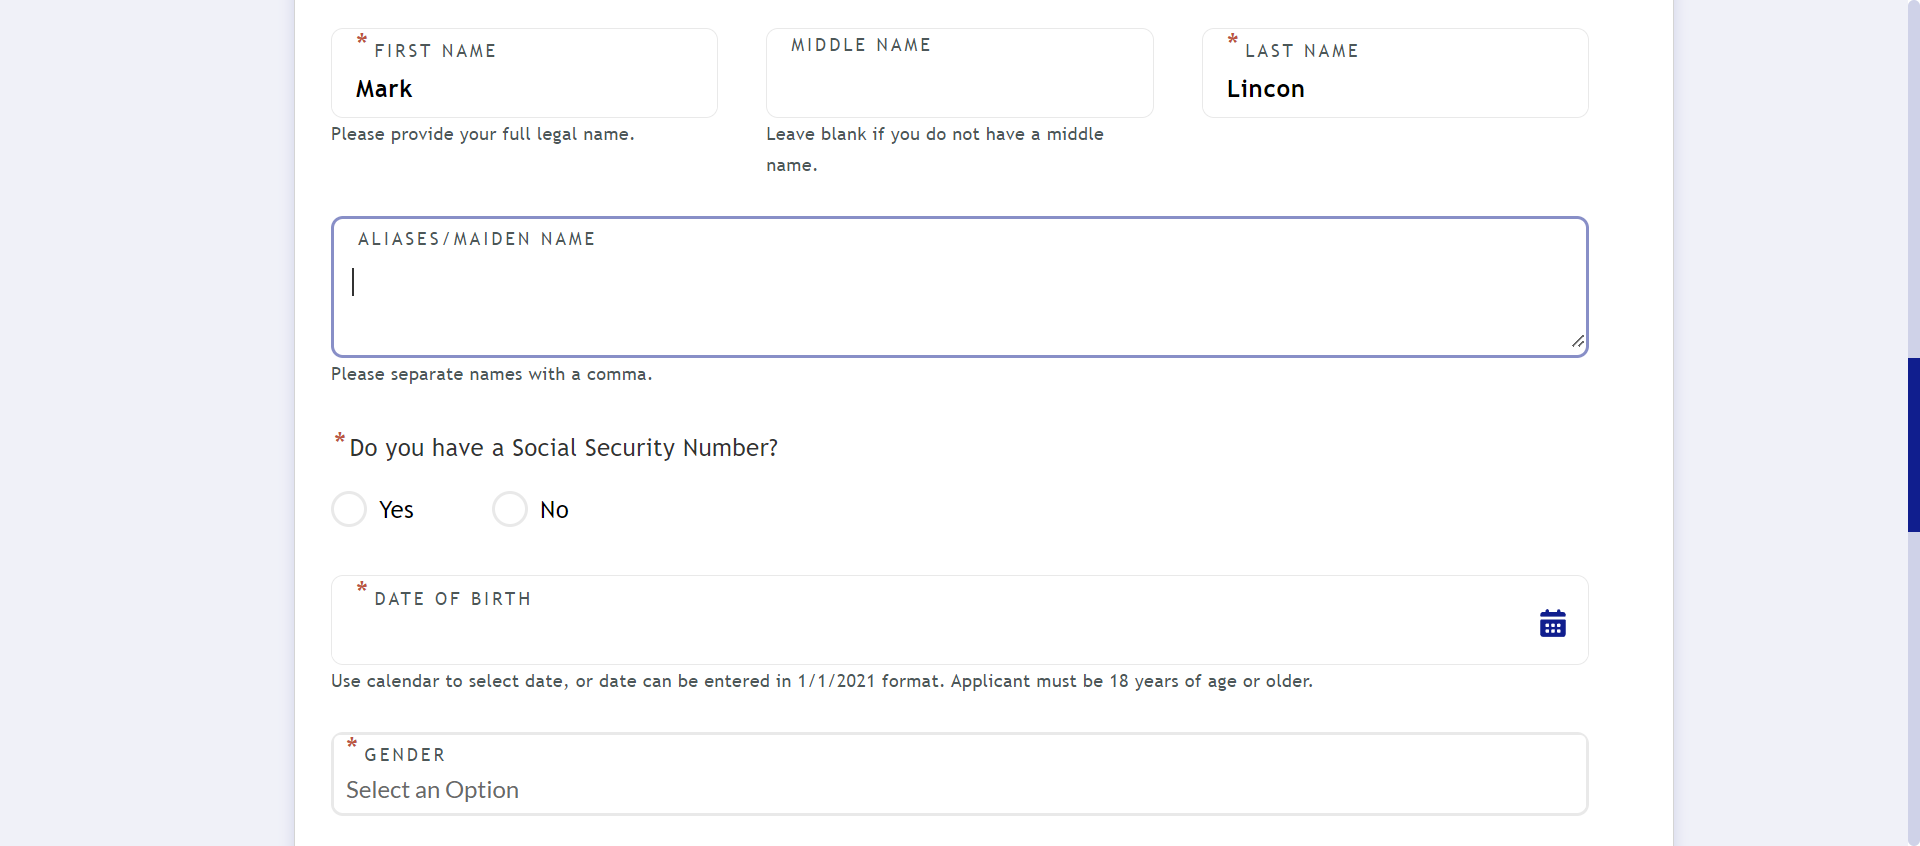 * FIRST NAME
Mark
Please provide your full legal name.
MIDDLE NAME
Leave blank if you do not have a middle
name.
* LAST NAME
Lincon
ALIASES/MAIDEN NAME
Please separate names with a comma.
*Do you have a Social Security Number?
Yes No
* DATE OF BIRTH
Use calendar to select date, or date can be entered in 1/1/2021 format. Applicant must be 18 years of age or older.
* GENDER
Select an Option